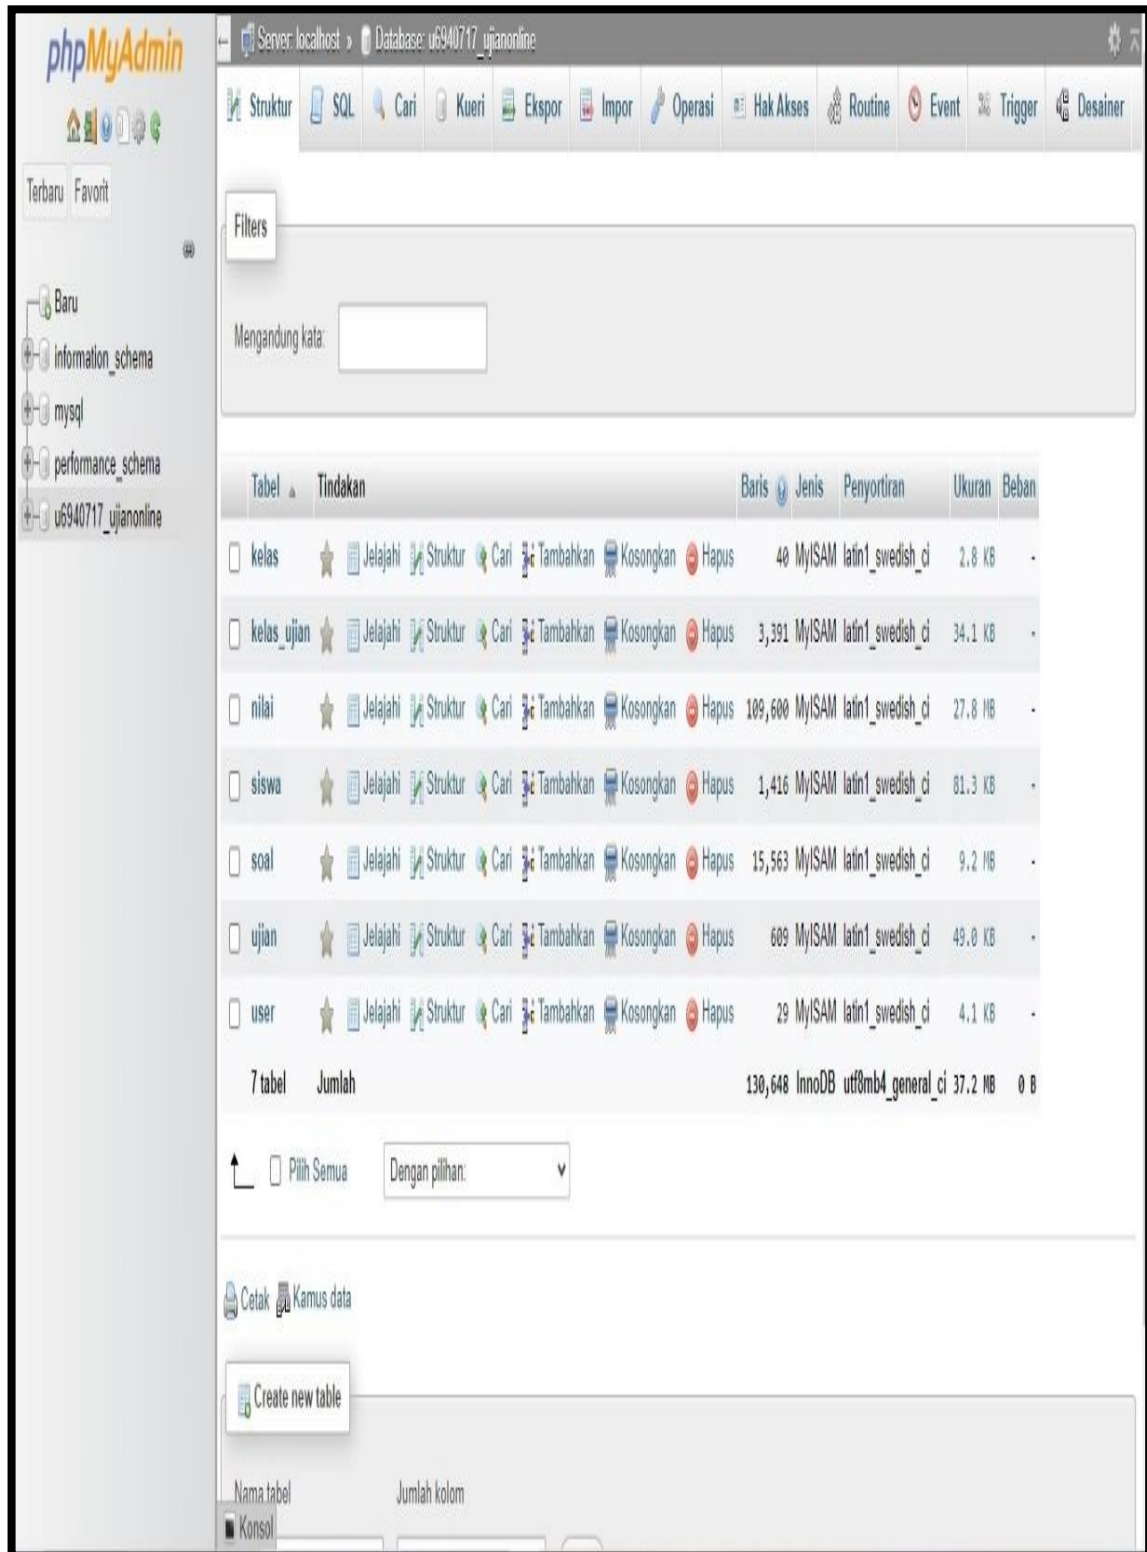 phpMyAdmin
Terbaru Favorit
Baru
information_schema
mysql
performance_schema
u6940717_ujianonline
Server: localhost » Database: u6940717_ujianonline
Struktur SQL Cari Kueri Ekspor Impor Operasi Hak Akses Routine Event Trigger Desainer
Filters
Mengandung kata:
Tabel Tindakan Baris Jenis Penyortiran Ukuran Beban
kelas Jelajahi Struktur Cari Tambahkan Kosongkan Hapus 40 MyISAM latin1_swedish_ci 2.8 KB -
kelas_ujian Jelajahi Struktur Cari Tambahkan Kosongkan Hapus 3,391 MyISAM latin1_swedish_ci 34.1 KB -
nilai Jelajahi Struktur Cari Tambahkan Kosongkan Hapus 109,600 MyISAM latin1_swedish_ci 27.8 MB -
siswa Jelajahi Struktur Cari Tambahkan Kosongkan Hapus 1,416 MyISAM latin1_swedish_ci 81.3 KB -
soal Jelajahi Struktur Cari Tambahkan Kosongkan Hapus 15,563 MyISAM latin1_swedish_ci 9.2 MB -
ujian Jelajahi Struktur Cari Tambahkan Kosongkan Hapus 609 MyISAM latin1_swedish_ci 49.0 KB -
user Jelajahi Struktur Cari Tambahkan Kosongkan Hapus 29 MyISAM latin1_swedish_ci 4.1 KB -
7 tabel Jumlah 130,648 InnoDB utf8mb4_general_ci 37.2 MB 0 B
Pilih Semua Dengan pilihan:
Cetak Kamus data
Create new table
Nama tabel Jumlah kolom
Konsol